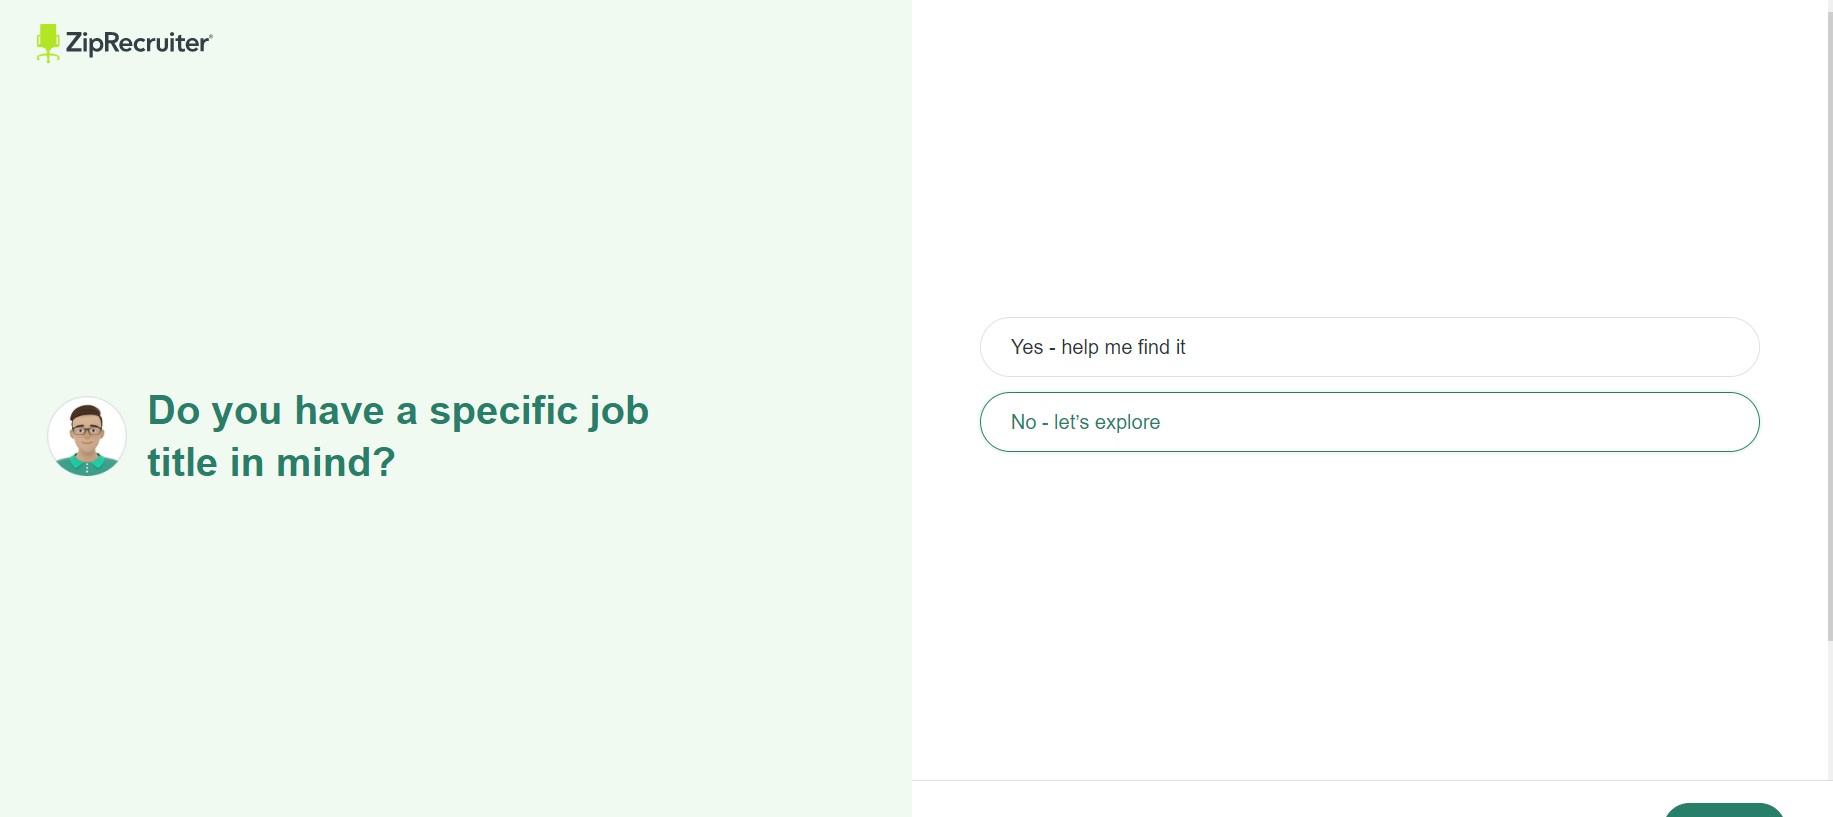 ZipRecruiter®
Do you have a specific job
title in mind?
Yes - help me find it
No - let’s explore